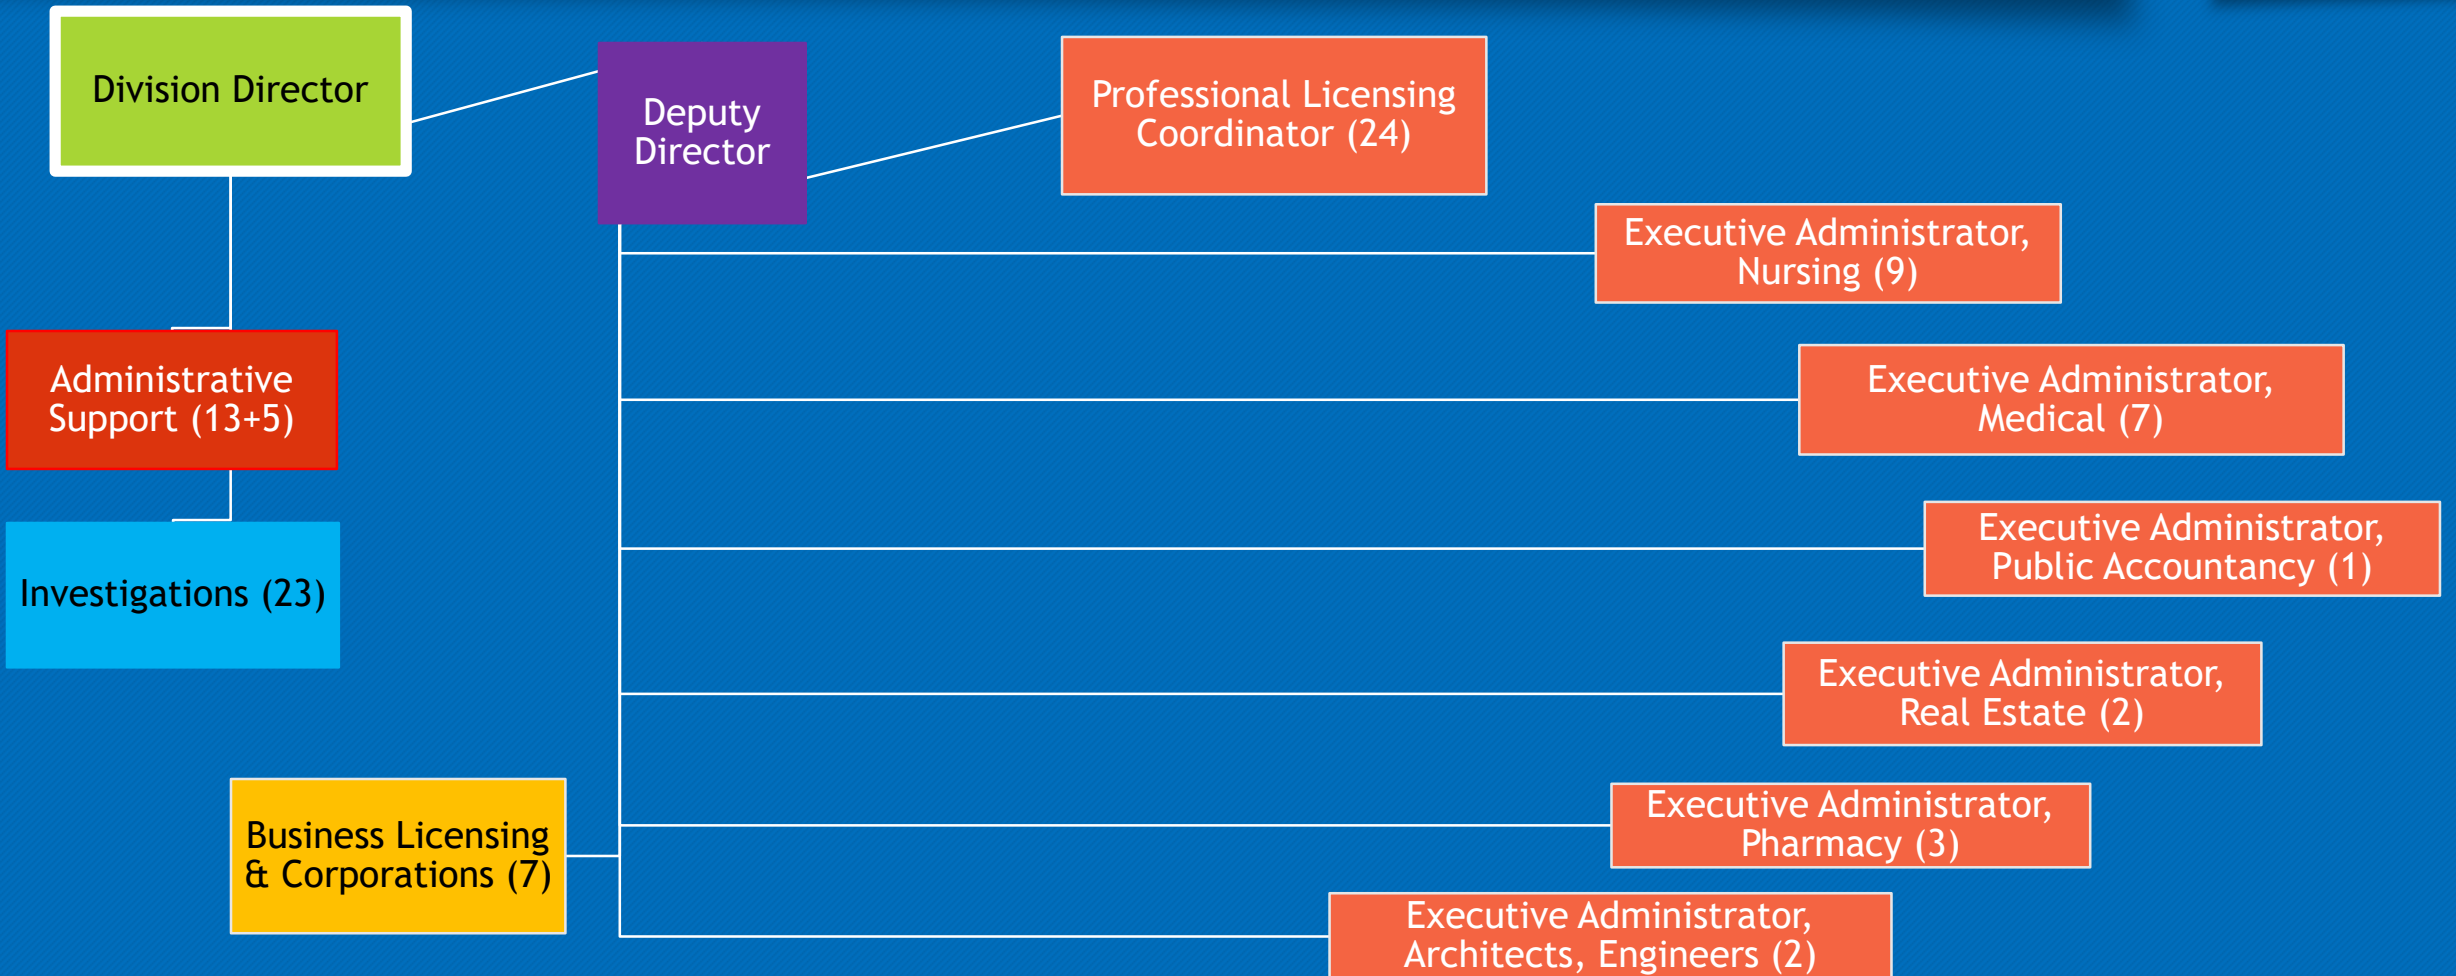 Division Director
Deputy
Director
Professional Licensing
Coordinator (24)
Executive Administrator,
Nursing (9)
Administrative
Support (13+5)
Executive Administrator,
Medical (7)
Investigations (23)
Executive Administrator,
Public Accountancy (1)
Executive Administrator,
Real Estate (2)
Business Licensing
& Corporations (7)
Executive Administrator,
Pharmacy (3)
Executive Administrator,
Architects, Engineers (2)